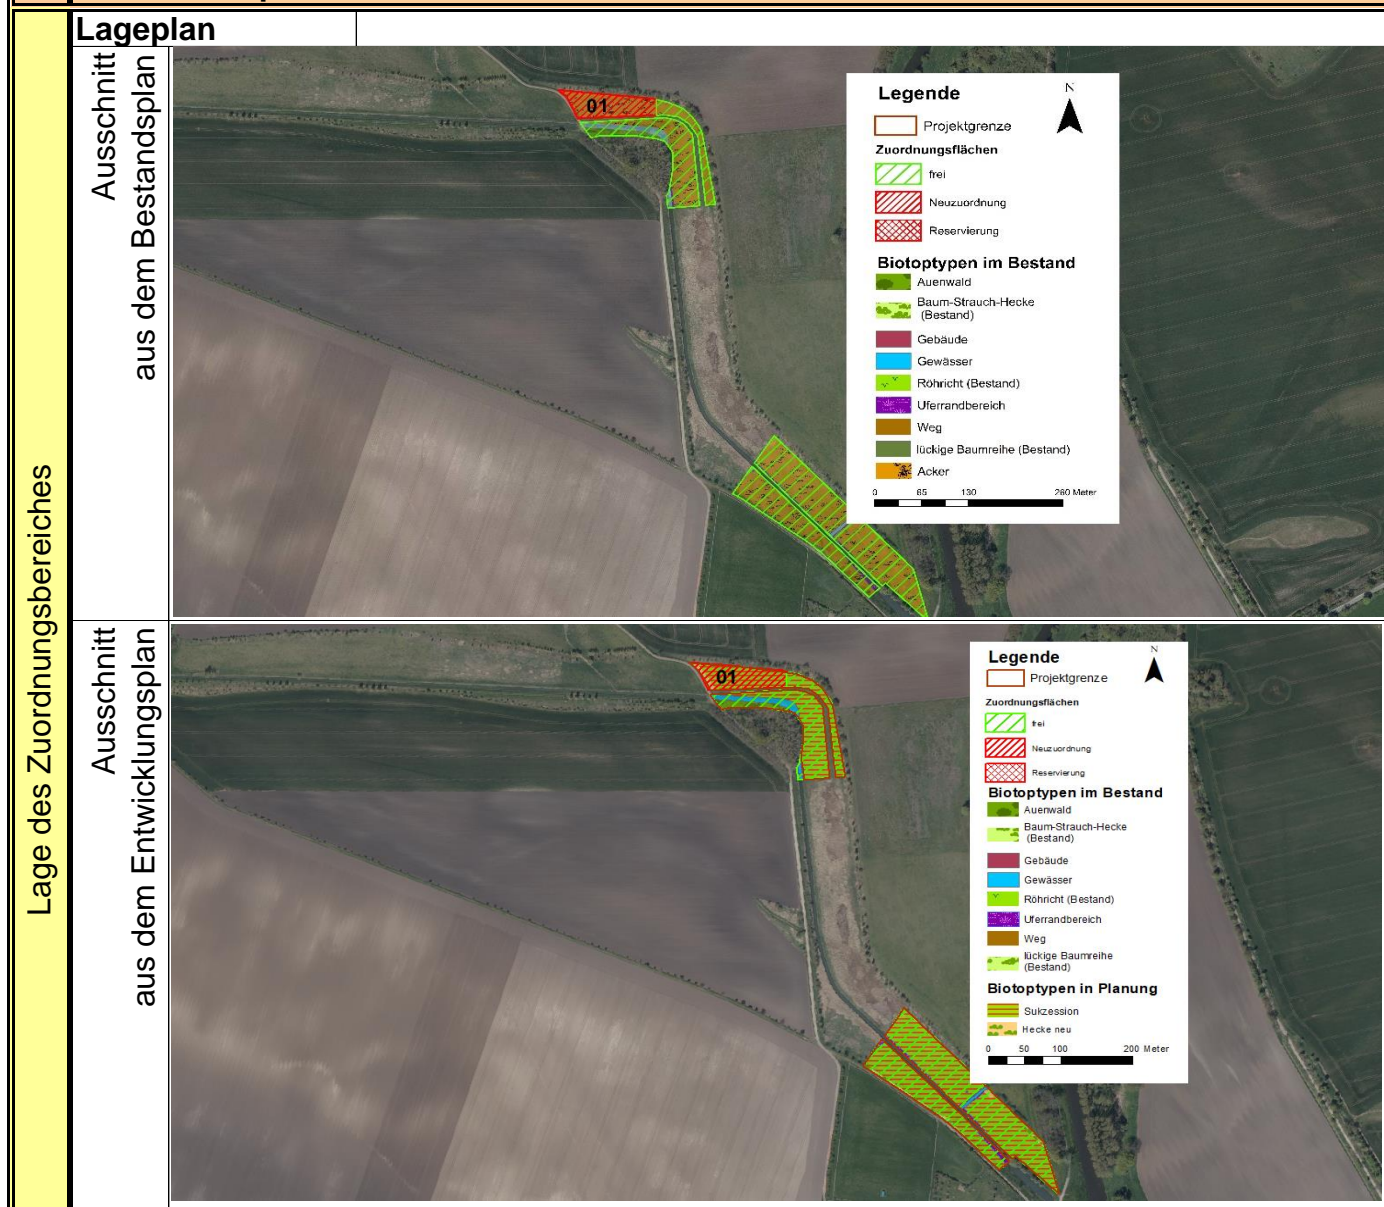 Lageplan
Lage des Zuordnungsbereiches
Ausschnitt
aus dem Bestandsplan
01
Legende
N
Projektgrenze
Zuordnungsflächen
frei
Neuzuordnung
Reservierung
Biotoptypen im Bestand
Auenwald
Baum-Strauch-Hecke
(Bestand)
Gebäude
Gewässer
Röhricht (Bestand)
Uferrandbereich
Weg
lückige Baumreihe (Bestand)
Acker
0 65 130 260 Meter
Ausschnitt
aus dem Entwicklungsplan
01
Legende
N
Projektgrenze
Zuordnungsflächen
frei
Neuzuordnung
Reservierung
Biotoptypen im Bestand
Auenwald
Baum-Strauch-Hecke
(Bestand)
Gebäude
Gewässer
Röhricht (Bestand)
Uferrandbereich
Weg
lückige Baumreihe
(Bestand)
Biotoptypen in Planung
Sukzession
Hecke neu
0 50 100 200 Meter